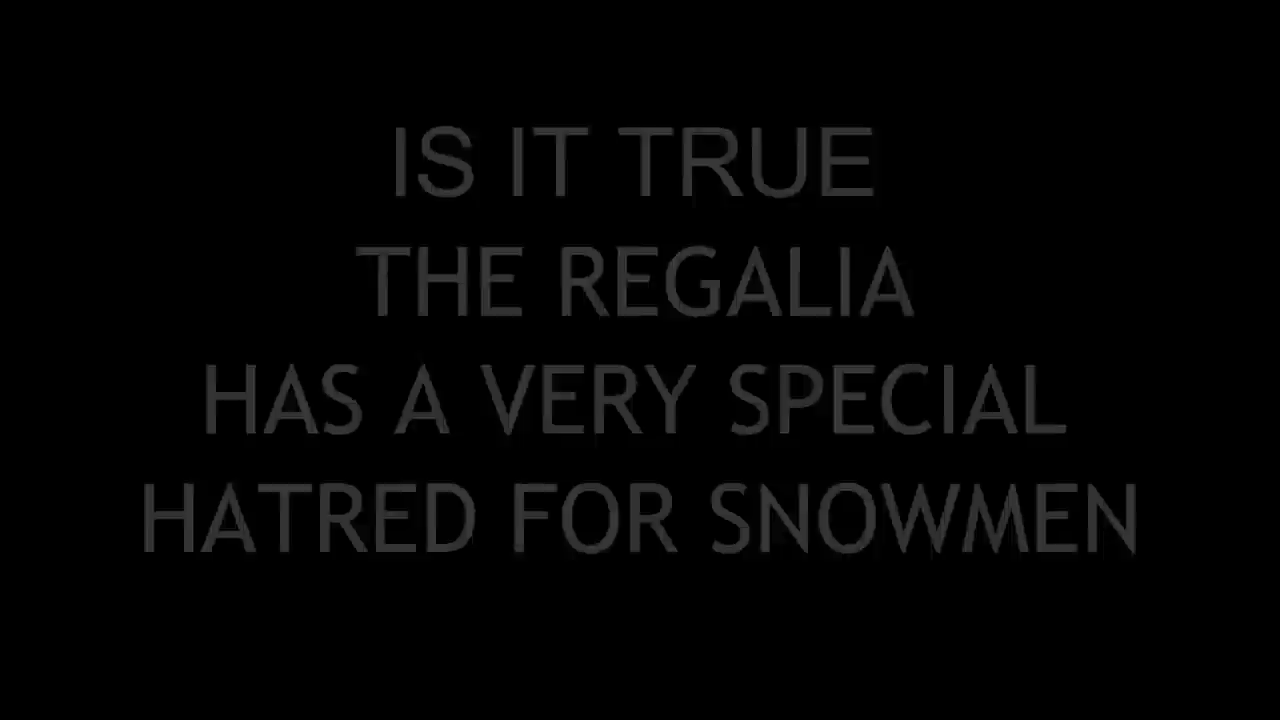 IS IT TRUE
THE REGALIA
HAS A VERY SPECIAL
HATRED FOR SNOWMEN